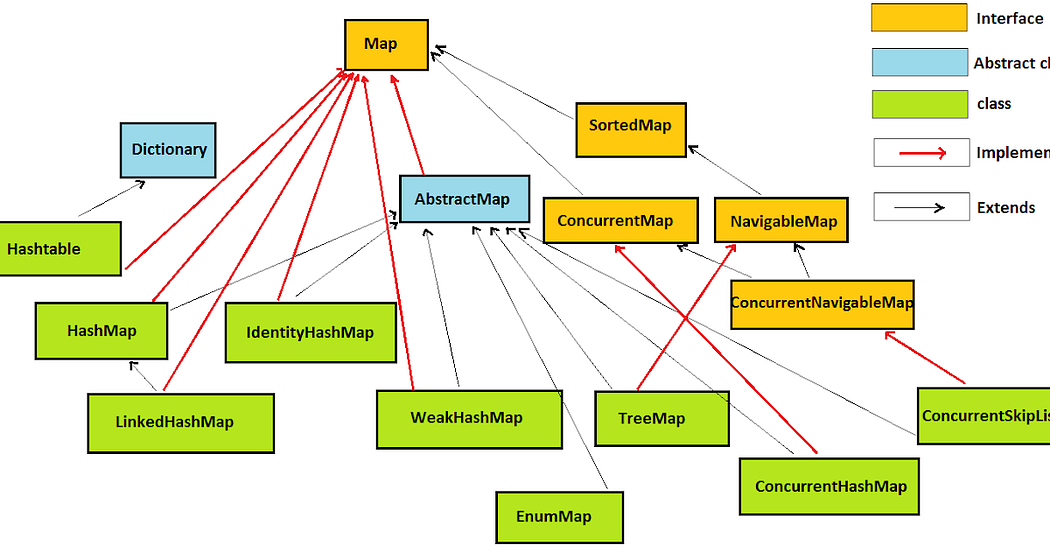 Map
Interface
Abstract cl
class
Implemen
Extends
SortedMap
Dictionary
AbstractMap
ConcurrentMap
NavigableMap
Hashtable
HashMap
IdentityHashMap
ConcurrentNavigableMap
LinkedHashMap
WeakHashMap
TreeMap
ConcurrentSkipLis
ConcurrentHashMap
EnumMap